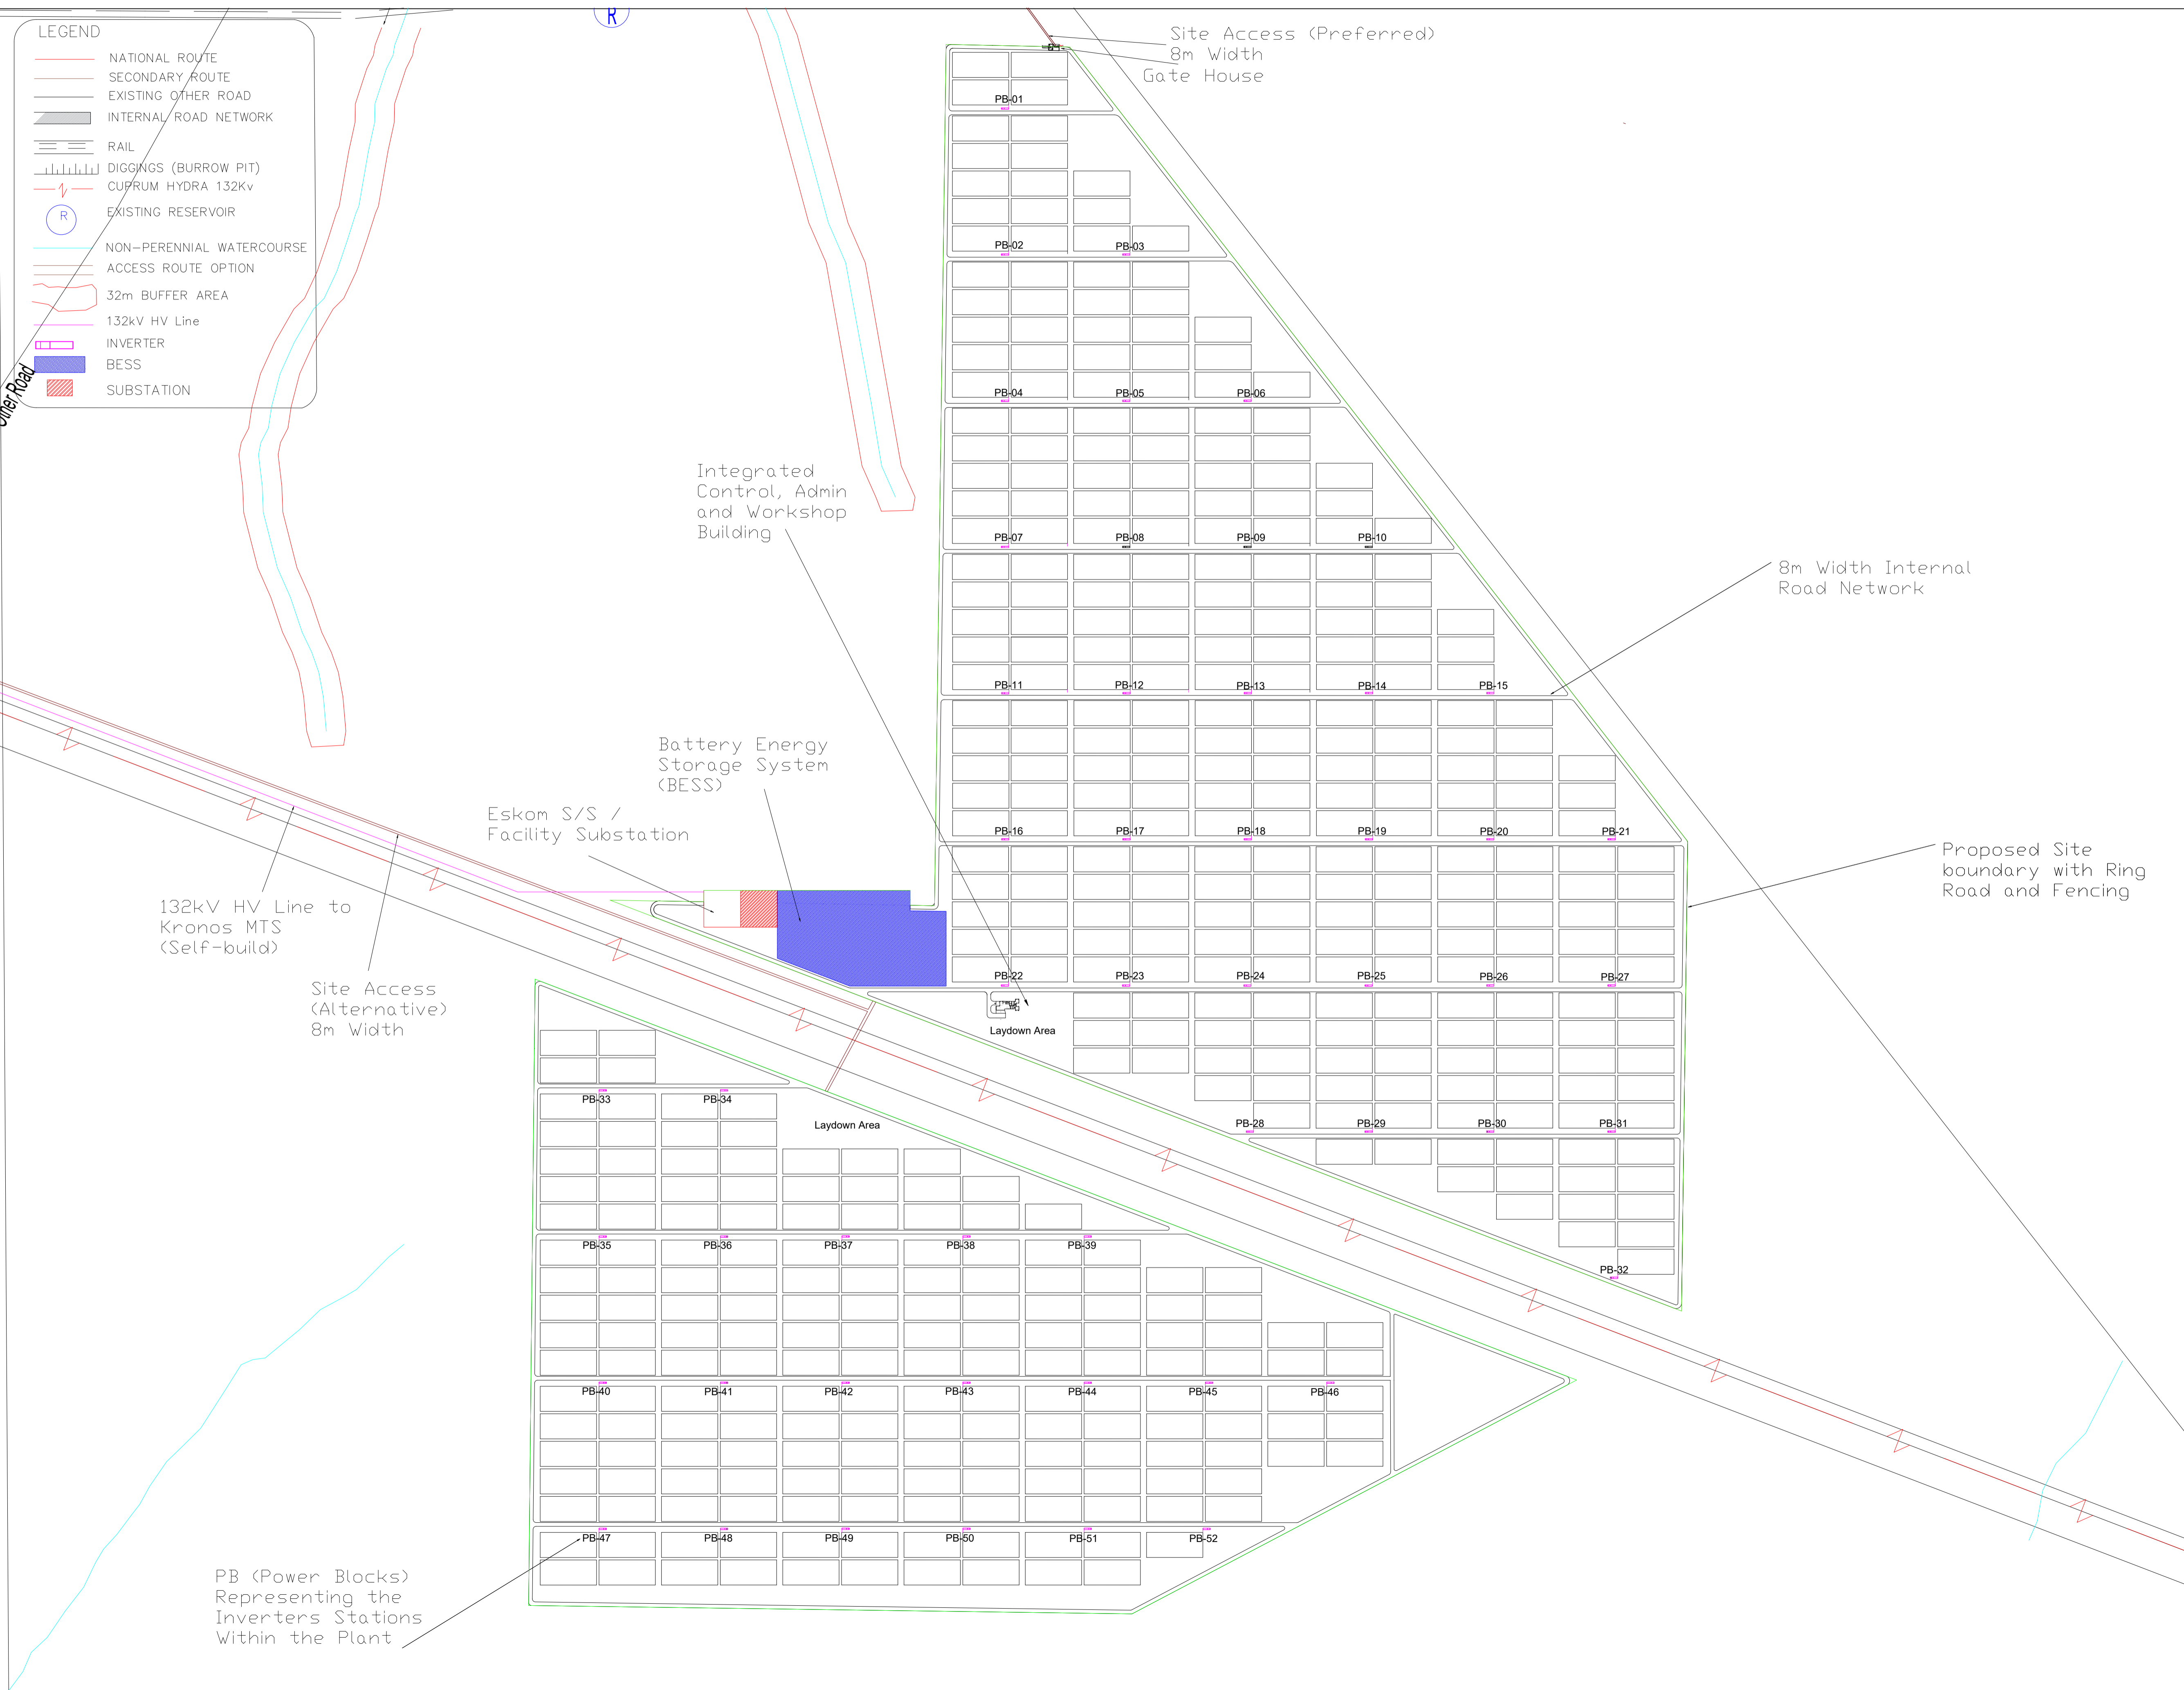 R
LEGEND
NATIONAL ROUTE
SECONDARY ROUTE
EXISTING OTHER ROAD
INTERNAL ROAD NETWORK
RAIL
DIGGINGS (BURROW PIT)
CUPRUM HYDRA 132Kv
R
EXISTING RESERVOIR
NON-PERENNIAL WATERCOURSE
ACCESS ROUTE OPTION
32m BUFFER AREA
132kV HV Line
INVERTER
BESS
SUBSTATION
Other Road
Site Access (Preferred)
8m Width
Gate House
PB-01
PB-02
PB-03
PB-04
PB-05
PB-06
Integrated
Control, Admin
and Workshop
Building
PB-07
PB-08
PB-09
PB-10
8m Width Internal
Road Network
PB-11
PB-12
PB-13
PB-14
PB-15
Battery Energy
Storage System
(BESS)
Eskom S/S /
Facility Substation
PB-16
PB-17
PB-18
PB-19
PB-20
PB-21
Proposed Site
boundary with Ring
Road and Fencing
132kV HV Line to
Kronos MTS
(Self-build)
Site Access
(Alternative)
8m Width
PB-22
PB-23
PB-24
PB-25
PB-26
PB-27
Laydown Area
PB-28
PB-29
PB-30
PB-31
PB-32
PB-33
PB-34
Laydown Area
PB-35
PB-36
PB-37
PB-38
PB-39
PB-40
PB-41
PB-42
PB-43
PB-44
PB-45
PB-46
PB-47
PB-48
PB-49
PB-50
PB-51
PB-52
PB (Power Blocks)
Representing the
Inverters Stations
Within the Plant